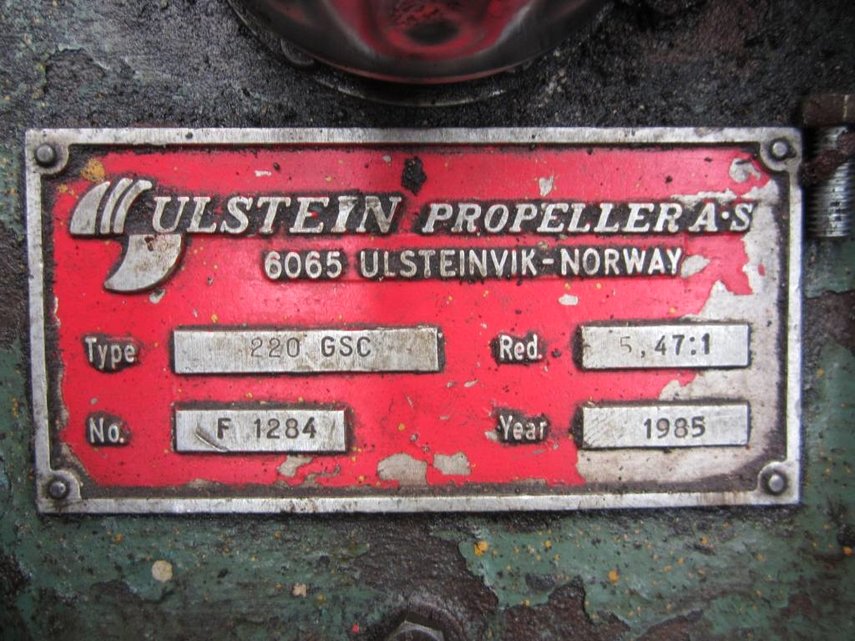 ULSTEIN PROPELLER A·S
6065 ULSTEINVIK-NORWAY
Type 220 GSC Red. 5,47:1
No. F 1284 Year 1985